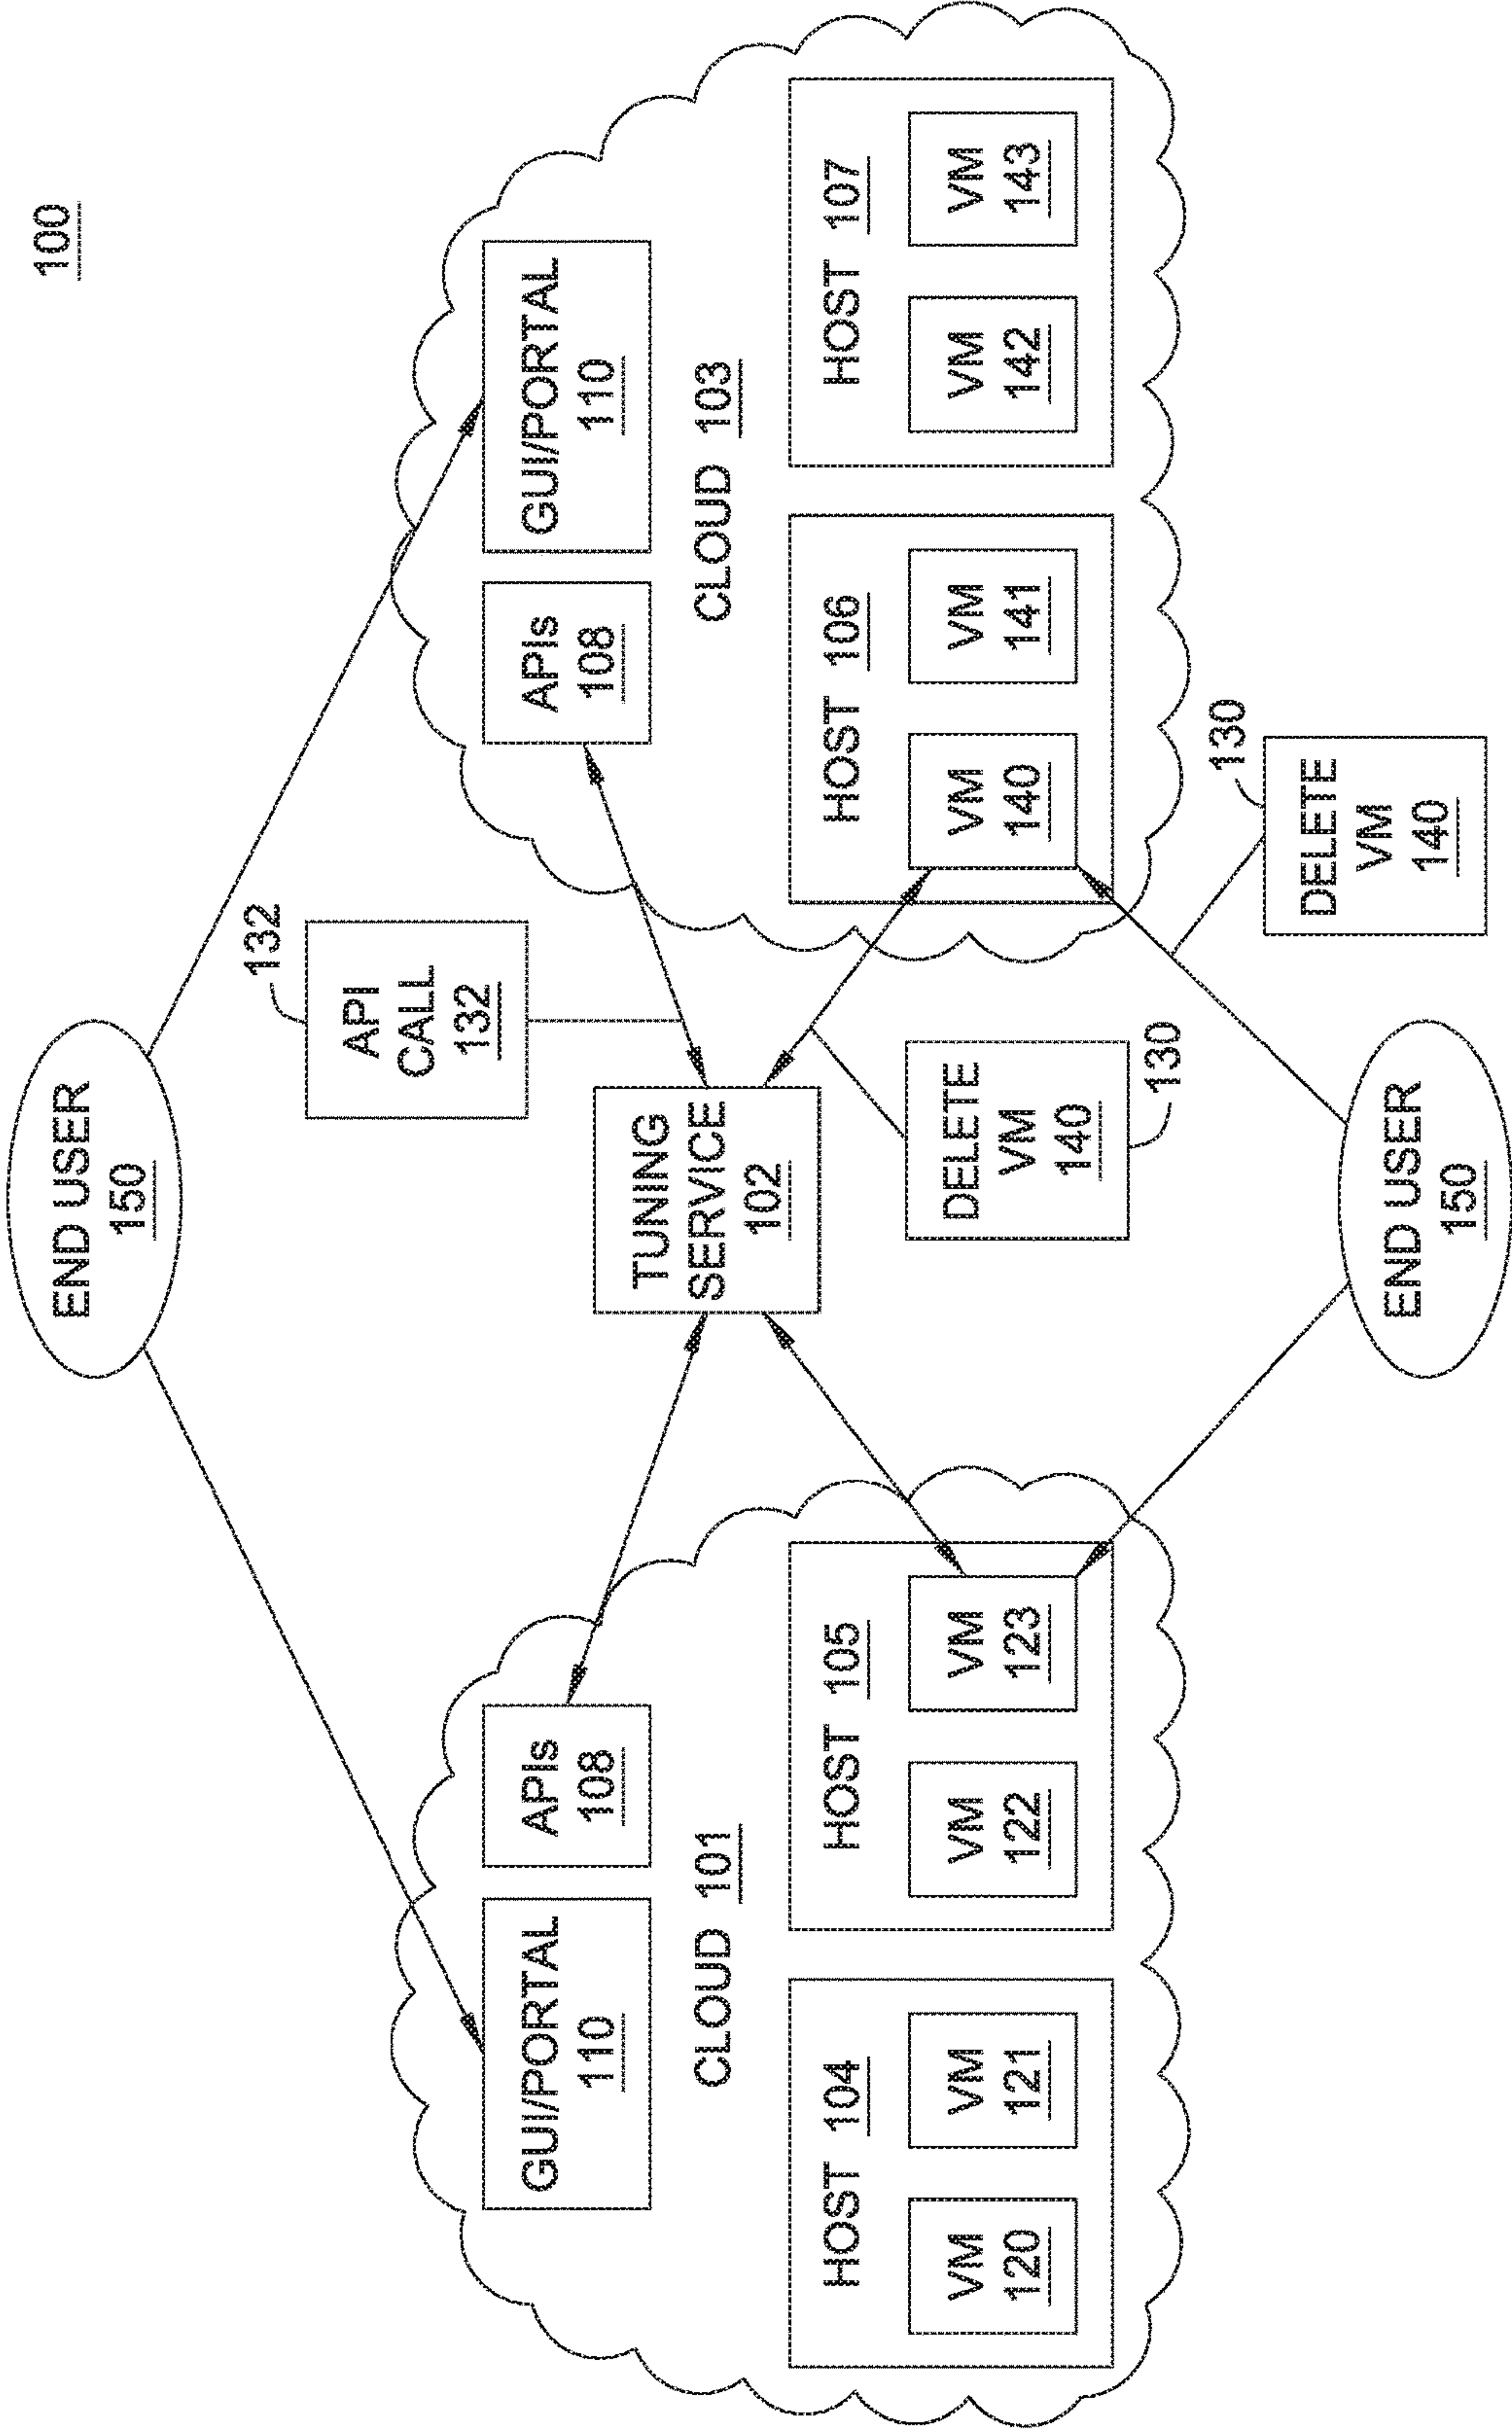 100
END USER
150
132
API
CALL
132
GUI/PORTAL
110
APIs
108
CLOUD 101
HOST 104
VM
120
VM
121
HOST 105
VM
122
VM
123
TUNING
SERVICE
102
DELETE
VM
140
130
APIs
108
GUI/PORTAL
110
CLOUD 103
HOST 106
VM
140
VM
141
HOST 107
VM
142
VM
143
END USER
150
130
DELETE
VM
140